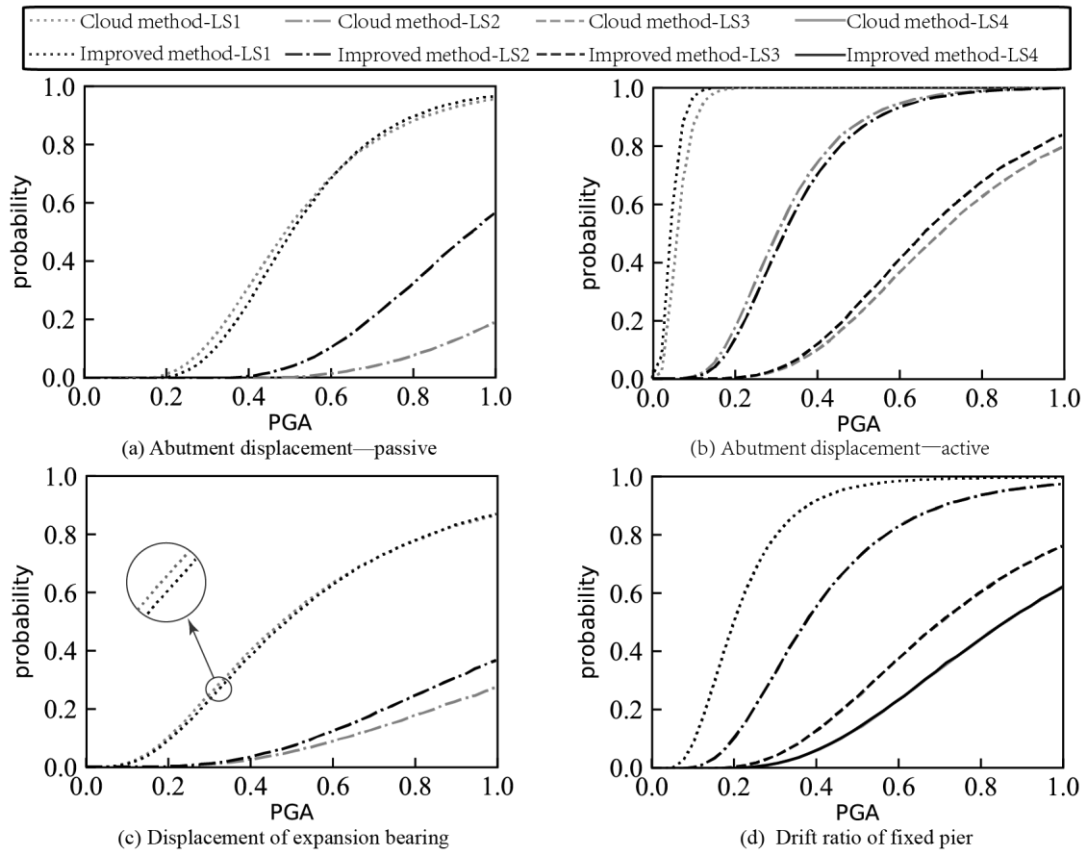 Cloud method-LS1 Cloud method-LS2 Cloud method-LS3 Cloud method-LS4
Improved method-LS1 Improved method-LS2 Improved method-LS3 Improved method-LS4
1.0 1.0
0.8 0.8
0.6 0.6
probability probability
0.4 0.4
0.2 0.2
0.0 0.0
0.0 0.2 0.4 0.6 0.8 1.0 0.0 0.2 0.4 0.6 0.8 1.0
PGA PGA
(a) Abutment displacement—passive (b) Abutment displacement—active
1.0 1.0
0.8 0.8
0.6 0.6
probability probability
0.4 0.4
0.2 0.2
0.0 0.0
0.0 0.2 0.4 0.6 0.8 1.0 0.0 0.2 0.4 0.6 0.8 1.0
PGA PGA
(c) Displacement of expansion bearing (d) Drift ratio of fixed pier